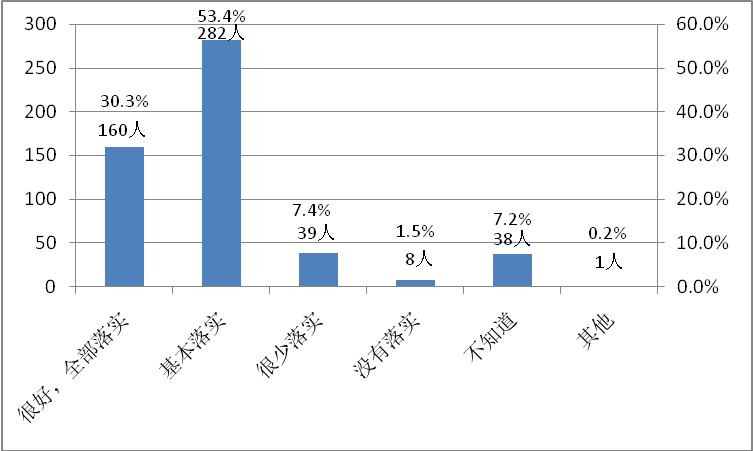 300
250
200
150
100
50
0
60.0%
50.0%
40.0%
30.0%
20.0%
10.0%
0.0%
30.3%
160人
53.4%
282人
7.4%
39人
1.5%
8人
7.2%
38人
0.2%
1人
很好，全部落实
基本落实
很少落实
没有落实
不知道
其他